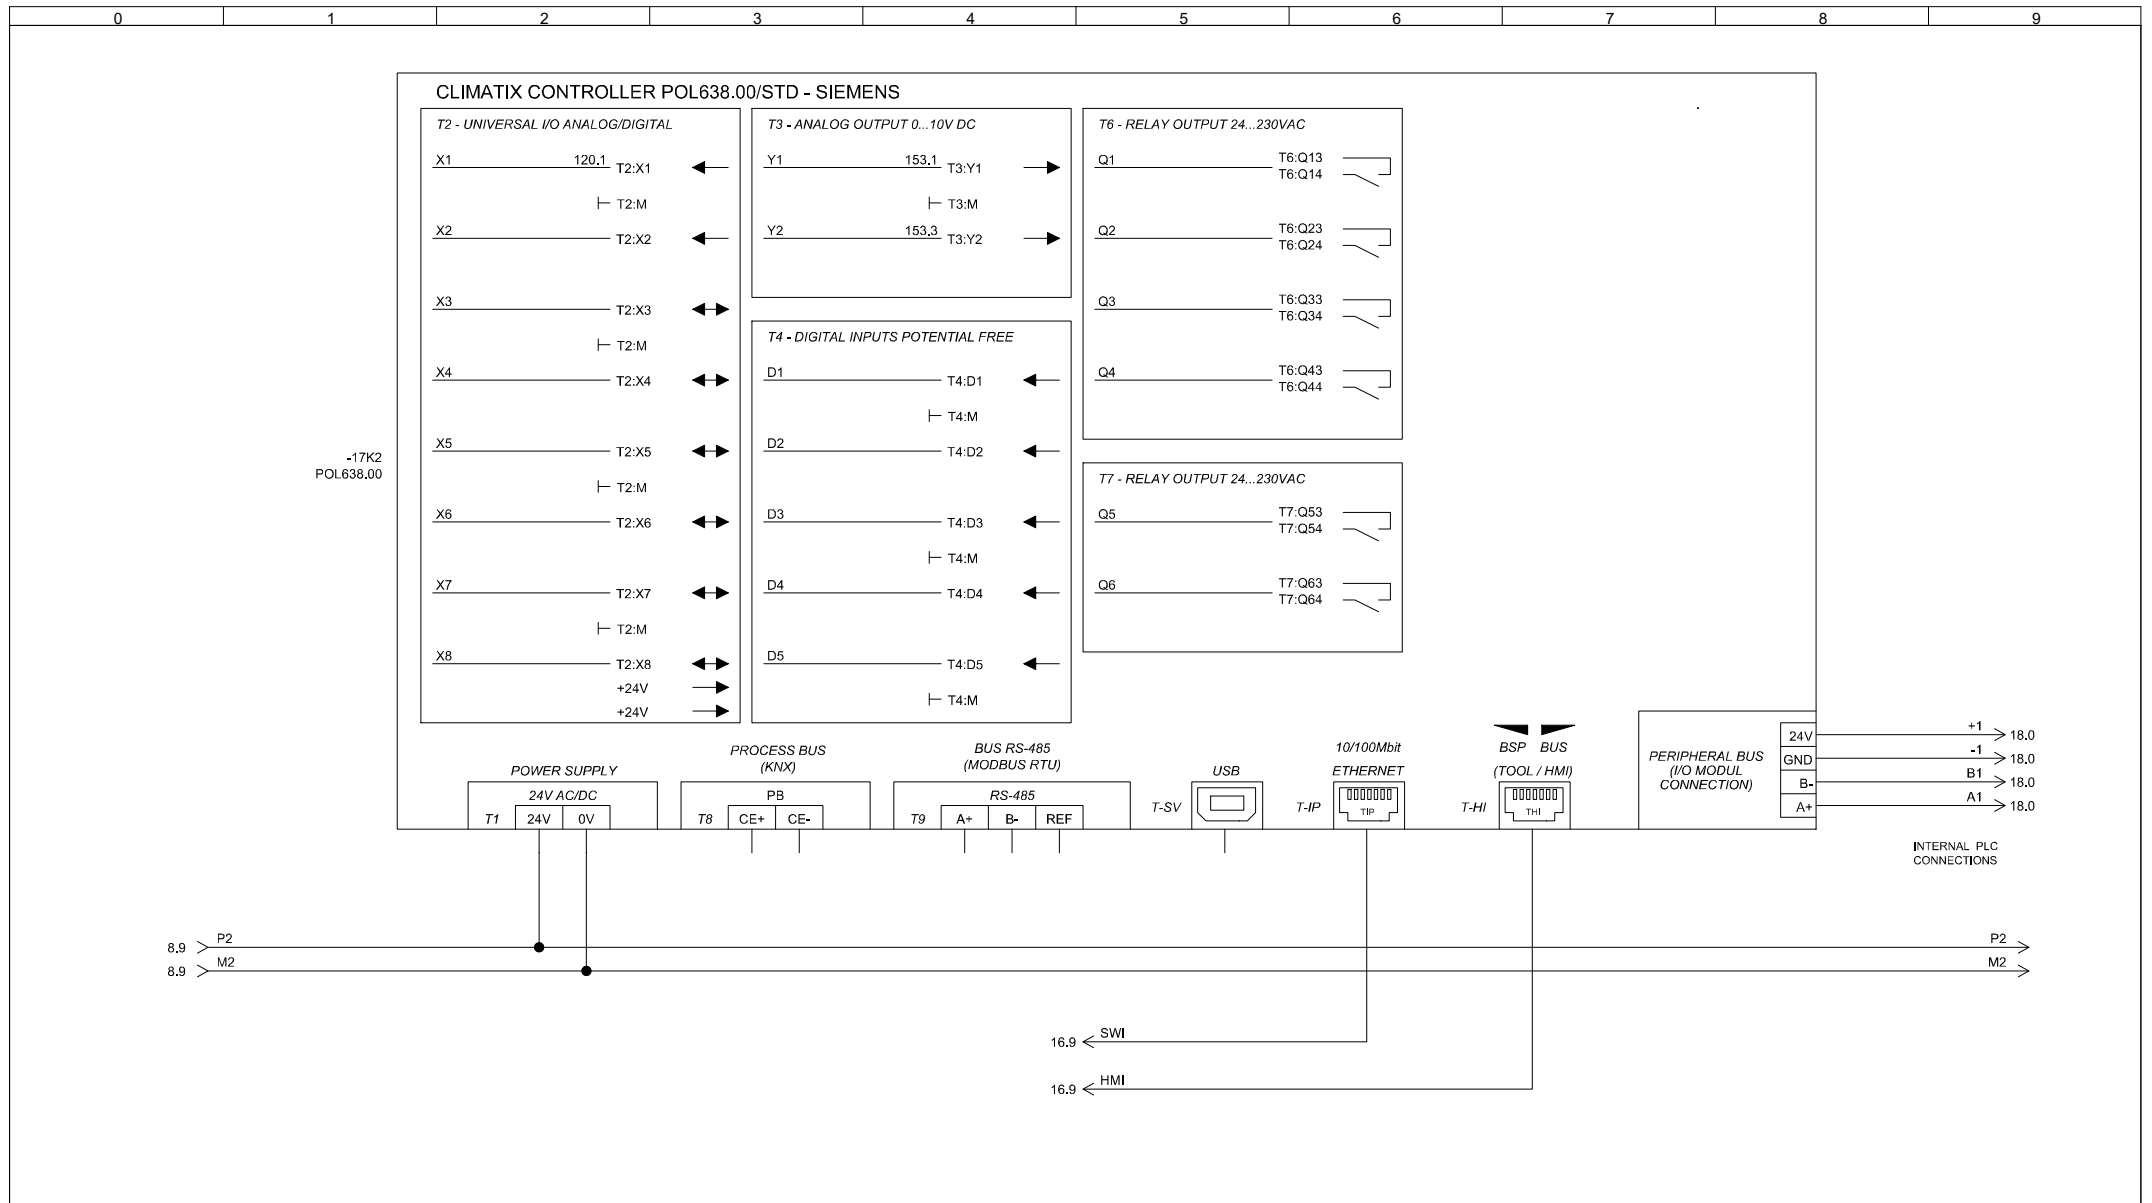 0 1 2 3 4 5 6 7 8 9
CLIMATIX CONTROLLER POL638.00/STD - SIEMENS
-17K2
POL638.00
T2 - UNIVERSAL I/O ANALOG/DIGITAL
X1 120.1 T2:X1
T2:M
X2 T2:X2
X3 T2:X3
T2:M
X4 T2:X4
X5 T2:X5
T2:M
X6 T2:X6
X7 T2:X7
T2:M
X8 T2:X8
+24V
+24V
T3 - ANALOG OUTPUT 0...10V DC
Y1 153.1 T3:Y1
T3:M
Y2 153.3 T3:Y2
T4 - DIGITAL INPUTS POTENTIAL FREE
D1 T4:D1
T4:M
D2 T4:D2
D3 T4:D3
T4:M
D4 T4:D4
D5 T4:D5
T4:M
T6 - RELAY OUTPUT 24...230VAC
Q1 T6:Q13
T6:Q14
Q2 T6:Q23
T6:Q24
Q3 T6:Q33
T6:Q34
Q4 T6:Q43
T6:Q44
T7 - RELAY OUTPUT 24...230VAC
Q5 T7:Q53
T7:Q54
Q6 T7:Q63
T7:Q64
POWER SUPPLY
24V AC/DC
T1 24V 0V
PROCESS BUS
(KNX)
PB
T8 CE+ CE-
BUS RS-485
(MODBUS RTU)
RS-485
T9 A+ B- REF
USB
T-SV
10/100Mbit
ETHERNET
T-IP TIP
BSP BUS
(TOOL / HMI)
T-HI THI
PERIPHERAL BUS
(I/O MODUL
CONNECTION)
24V +1 18.0
GND -1 18.0
B- B1 18.0
A+ A1 18.0
INTERNAL PLC
CONNECTIONS
8.9 P2 P2
8.9 M2 M2
16.9 SWI
16.9 HMI